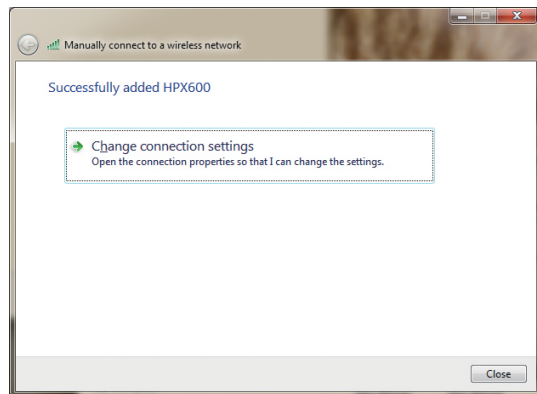 Manually connect to a wireless network
Successfully added HPX600
Change connection settings
Open the connection properties so that I can change the settings.
Close